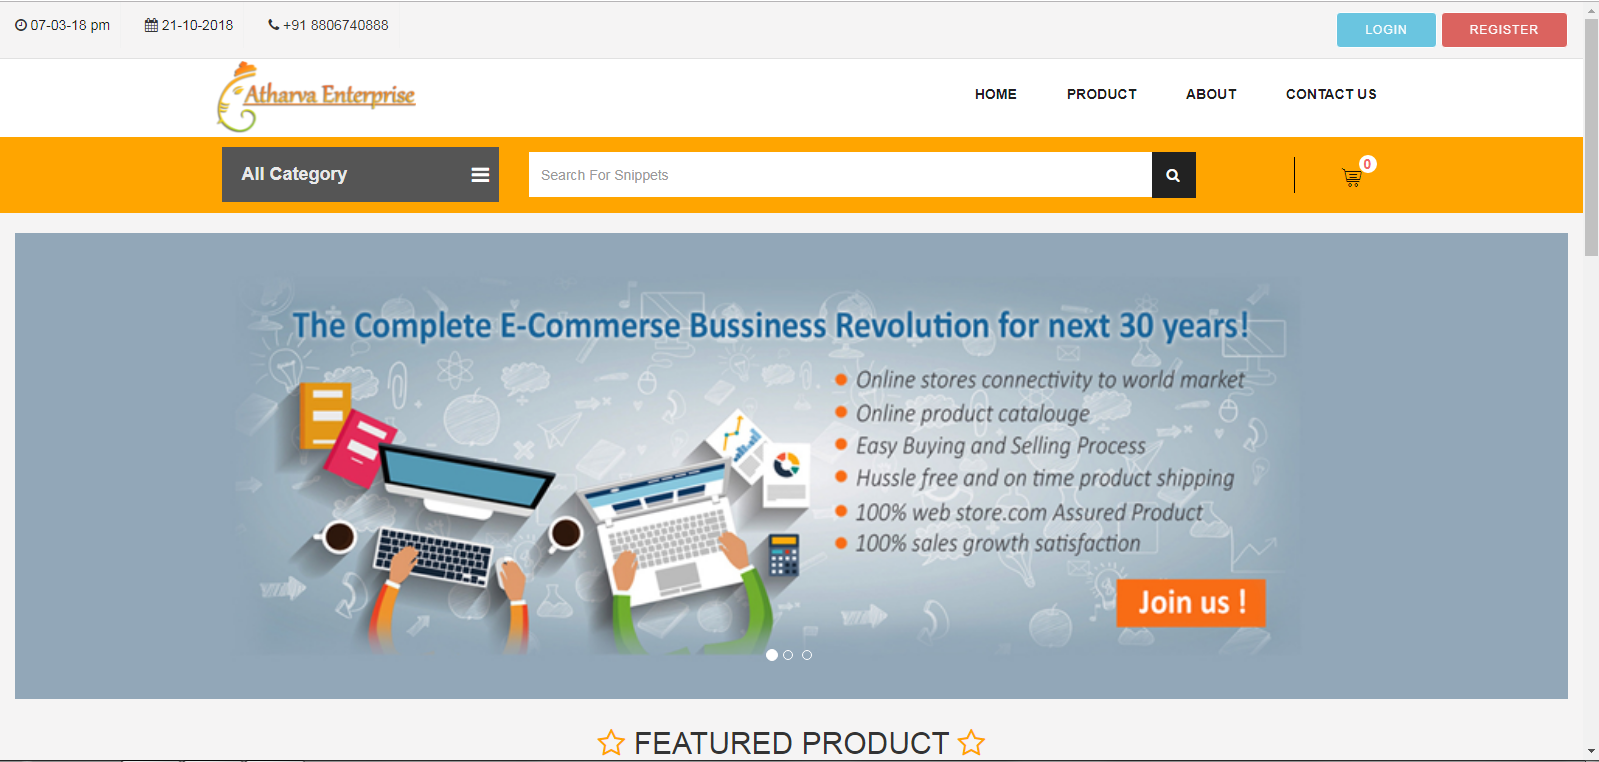 07-03-18 pm 21-10-2018 +91 8806740888 LOGIN REGISTER
Atharva Enterprise HOME PRODUCT ABOUT CONTACT US
All Category Search For Snippets 0
The Complete E-Commerse Bussiness Revolution for next 30 years!
Online stores connectivity to world market
Online product catalouge
Easy Buying and Selling Process
Hussle free and on time product shipping
100% web store.com Assured Product
100% sales growth satisfaction
Join us !
FEATURED PRODUCT